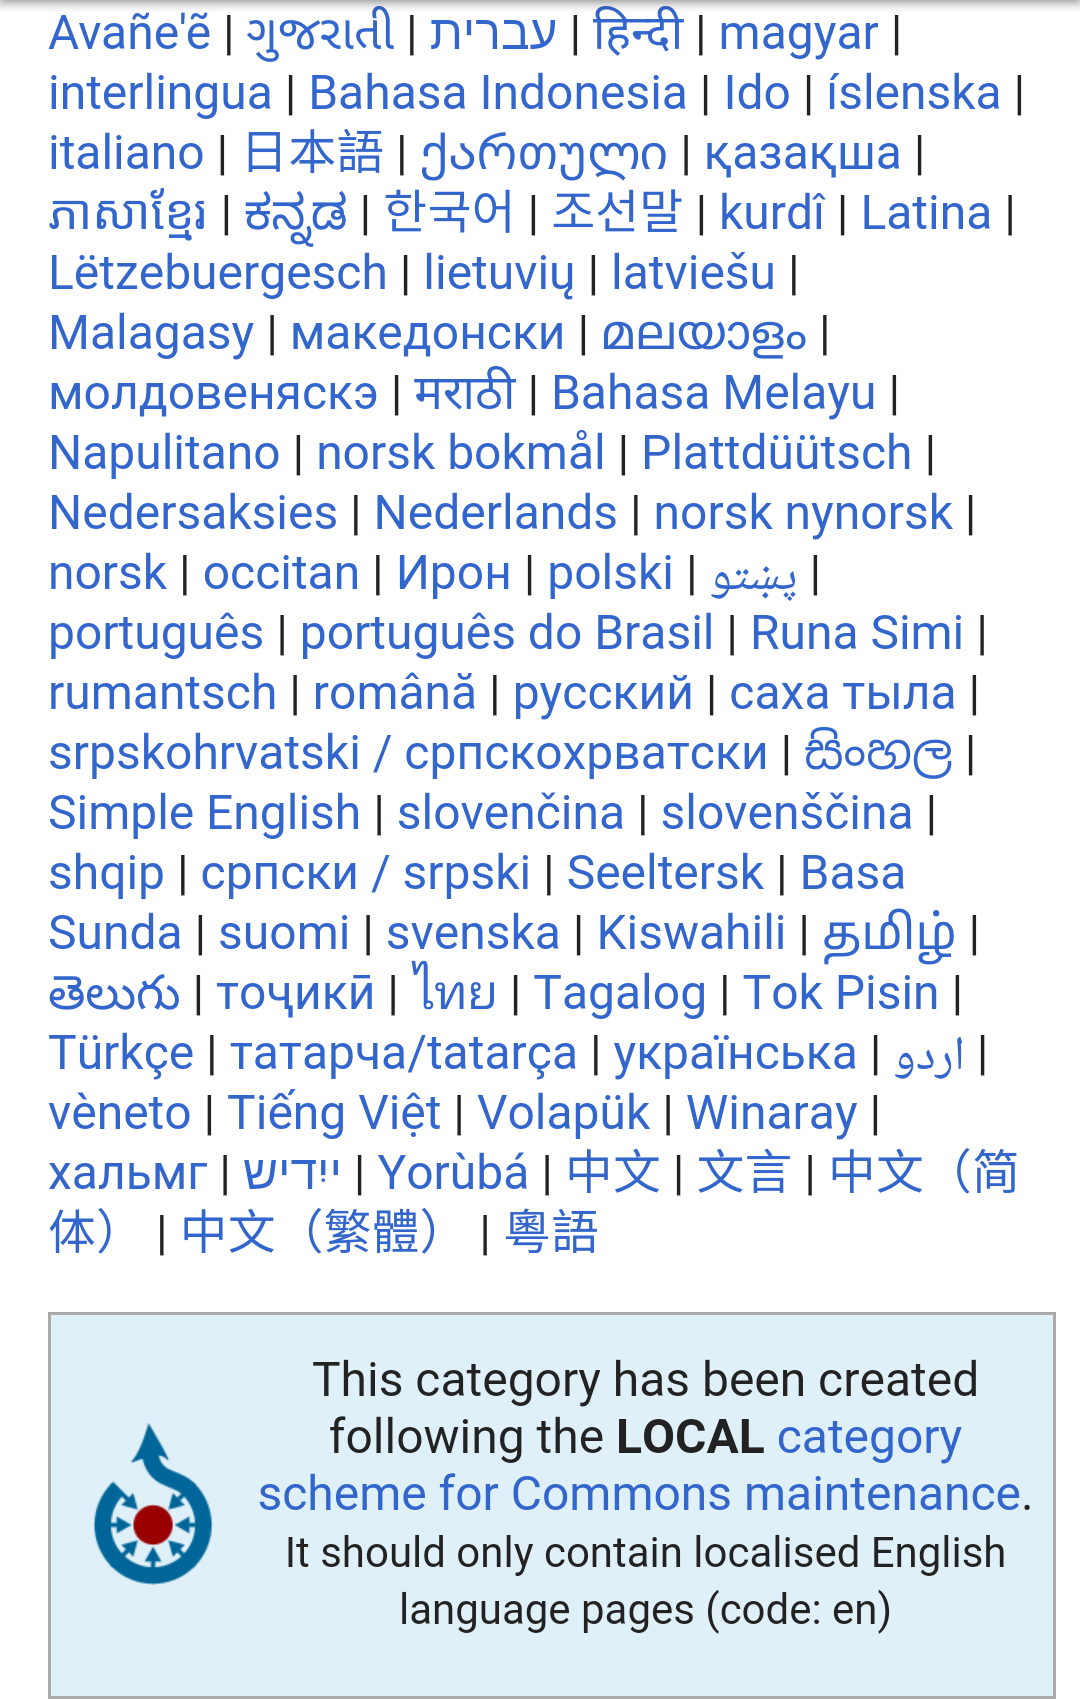 Avañe'ẽ | ગુજરાતી | עברית | हिन्दी | magyar |
interlingua | Bahasa Indonesia | Ido | íslenska |
italiano | 日本語 | ქართული | қазақша |
ភាសាខ្មែរ | ಕನ್ನಡ | 한국어 | 조선말 | kurdî | Latina |
Lëtzebuergesch | lietuvių | latviešu |
Malagasy | македонски | മലയാളം |
молдовеняскэ | मराठी | Bahasa Melayu |
Napulitano | norsk bokmål | Plattdüütsch |
Nedersaksies | Nederlands | norsk nynorsk |
norsk | occitan | Ирон | polski | پښتو |
português | português do Brasil | Runa Simi |
rumantsch | română | русский | саха тыла |
srpskohrvatski / српскохрватски | සිංහල |
Simple English | slovenčina | slovenščina |
shqip | српски / srpski | Seeltersk | Basa
Sunda | suomi | svenska | Kiswahili | தமிழ் |
తెలుగు | тоҷикӣ | ไทย | Tagalog | Tok Pisin |
Türkçe | татарча/tatarça | українська | اردو |
vèneto | Tiếng Việt | Volapük | Winaray |
хальмг | ייִדיש | Yorùbá | 中文 | 文言 | 中文（简
体） | 中文（繁體） | 粵語
This category has been created
following the LOCAL category
scheme for Commons maintenance.
It should only contain localised English
language pages (code: en)